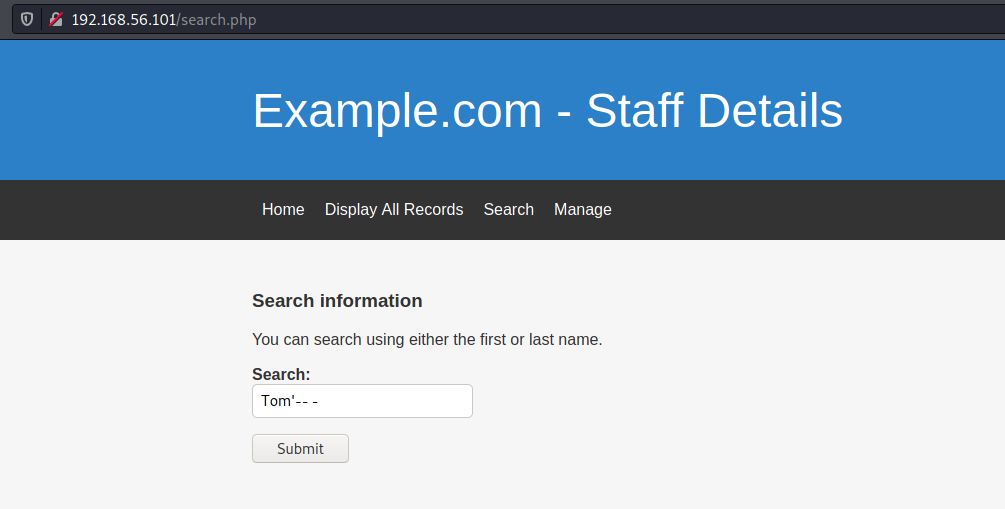 192.168.56.101/search.php
Example.com - Staff Details
Home Display All Records Search Manage
Search information
You can search using either the first or last name.
Search:
Tom'-- -
Submit